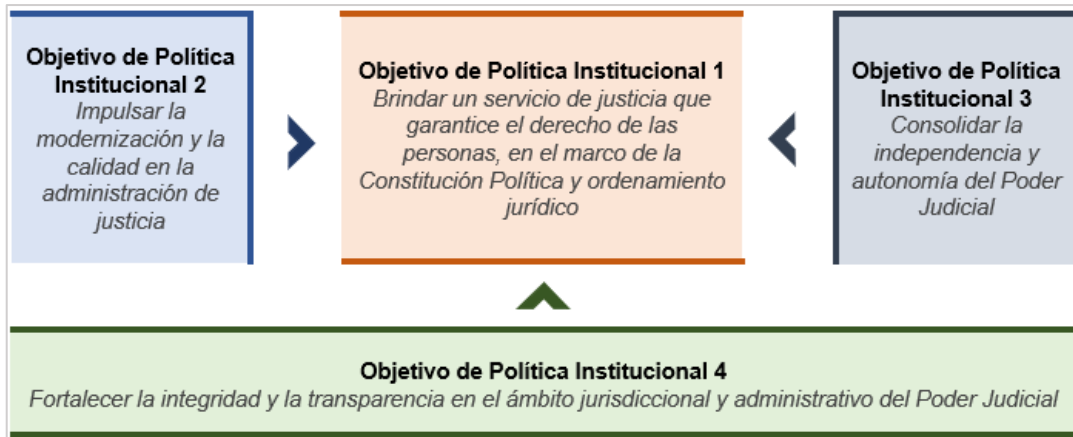 Objetivo de Política
Institucional 2
Impulsar la
modernización y la
calidad en la
administración de
justicia
Objetivo de Política Institucional 1
Brindar un servicio de justicia que
garantice el derecho de las
personas, en el marco de la
Constitución Política y ordenamiento
jurídico
Objetivo de Política
Institucional 3
Consolidar la
independencia y
autonomía del Poder
Judicial
Objetivo de Política Institucional 4
Fortalecer la integridad y la transparencia en el ámbito jurisdiccional y administrativo del Poder Judicial